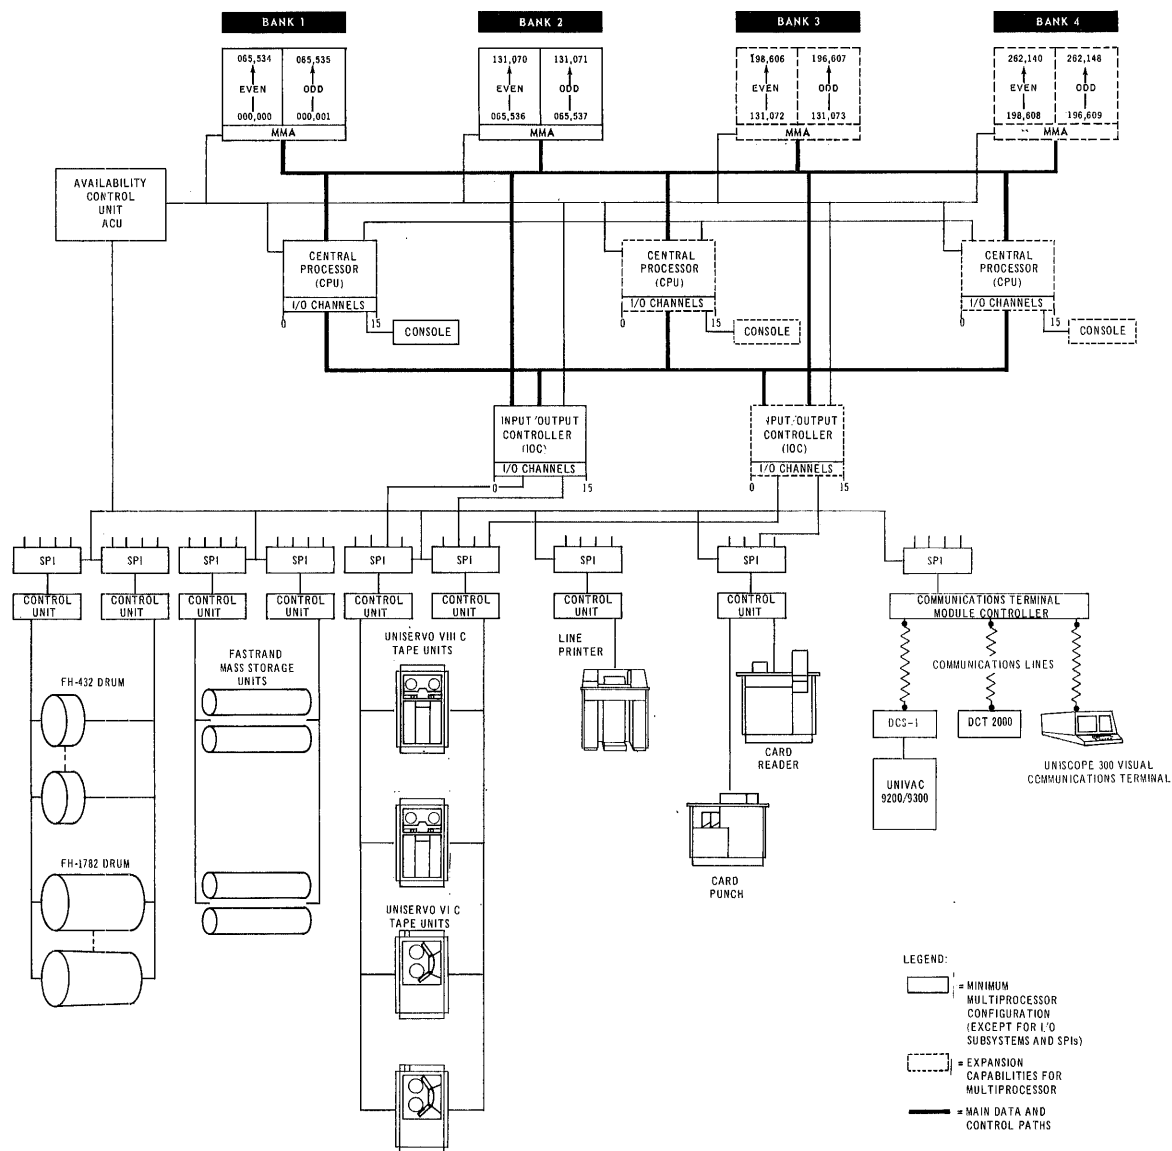 BANK 1
BANK 2
BANK 3
BANK 4
065,534 065,535
EVEN ODD
000,000 000,001
MMA
131,070 131,071
EVEN ODD
065,536 065,537
MMA
198,606 196,607
EVEN ODD
131,072 131,073
MMA
262,140 262,148
EVEN ODD
198,608 196,609
MMA
AVAILABILITY
CONTROL
UNIT
ACU
CENTRAL
PROCESSOR
(CPU)
I/O CHANNELS
0 15
CONSOLE
CENTRAL
PROCESSOR
(CPU)
I/O CHANNELS
0 15
CONSOLE
CENTRAL
PROCESSOR
(CPU)
I/O CHANNELS
0 15
CONSOLE
INPUT/OUTPUT
CONTROLLER
(IOC)
I/O CHANNELS
0 15
INPUT/OUTPUT
CONTROLLER
(IOC)
I/O CHANNELS
0 15
SPI
SPI
SPI
SPI
SPI
SPI
SPI
SPI
SPI
CONTROL
UNIT
CONTROL
UNIT
CONTROL
UNIT
CONTROL
UNIT
CONTROL
UNIT
CONTROL
UNIT
CONTROL
UNIT
CONTROL
UNIT
COMMUNICATIONS TERMINAL
MODULE CONTROLLER
FH-432 DRUM
FH-1782 DRUM
FASTRAND
MASS STORAGE
UNITS
UNISERVO VIII C
TAPE UNITS
UNISERVO VI C
TAPE UNITS
LINE
PRINTER
CARD
READER
CARD
PUNCH
COMMUNICATIONS LINES
DCS-1
DCT 2000
UNIVAC
9200/9300
UNISCOPE 300 VISUAL
COMMUNICATIONS TERMINAL
LEGEND:
= MINIMUM
MULTIPROCESSOR
CONFIGURATION
(EXCEPT FOR I/O
SUBSYSTEMS AND SPIs)
= EXPANSION
CAPABILITIES FOR
MULTIPROCESSOR
= MAIN DATA AND
CONTROL PATHS